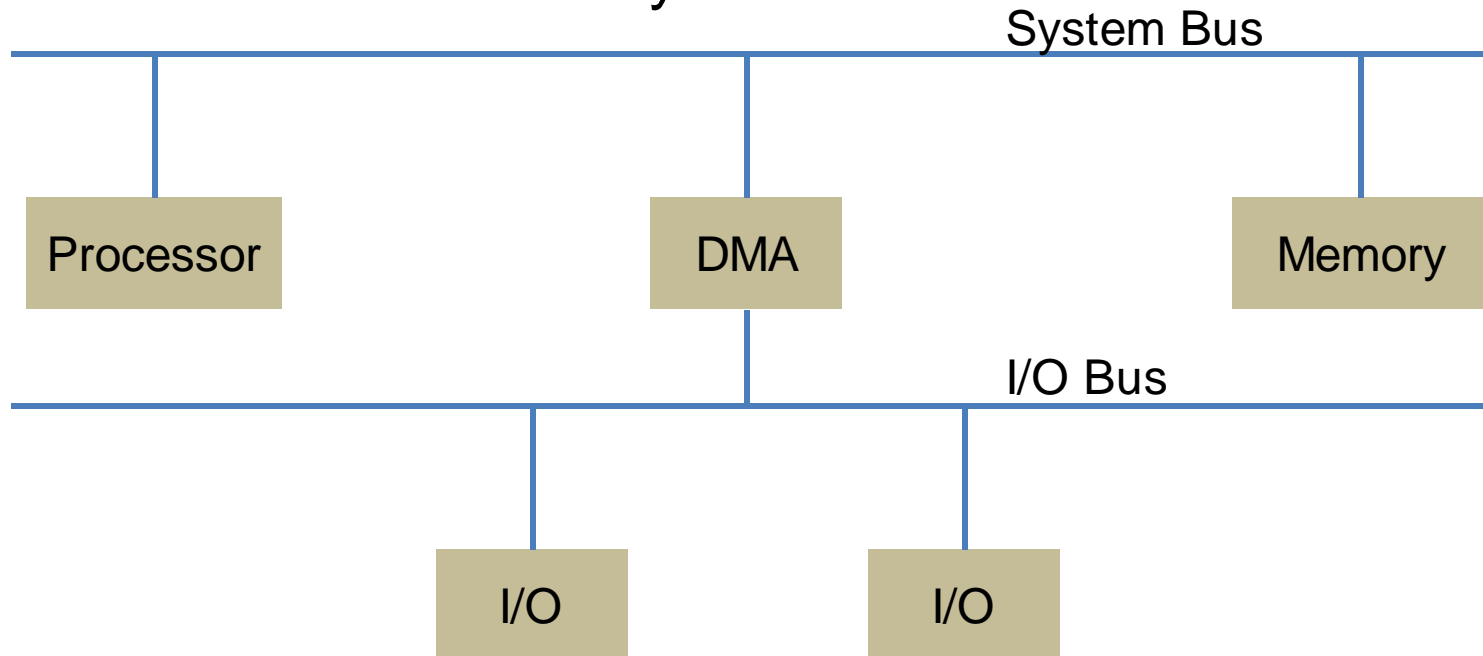 System Bus
Processor
DMA
Memory
I/O Bus
I/O
I/O